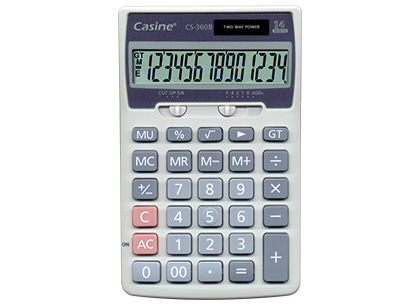 Casine® CS-360B TWO WAY POWER 14 DIGITS
GT
M
E
12345678901234
CUT UP 5/4 F 4 2 1 0 ADD2
MU % √ ► GT
MC MR M− M+ ÷
+/− 7 8 9 ×
C 4 5 6 −
ON AC 1 2 3 +
0 00 · =